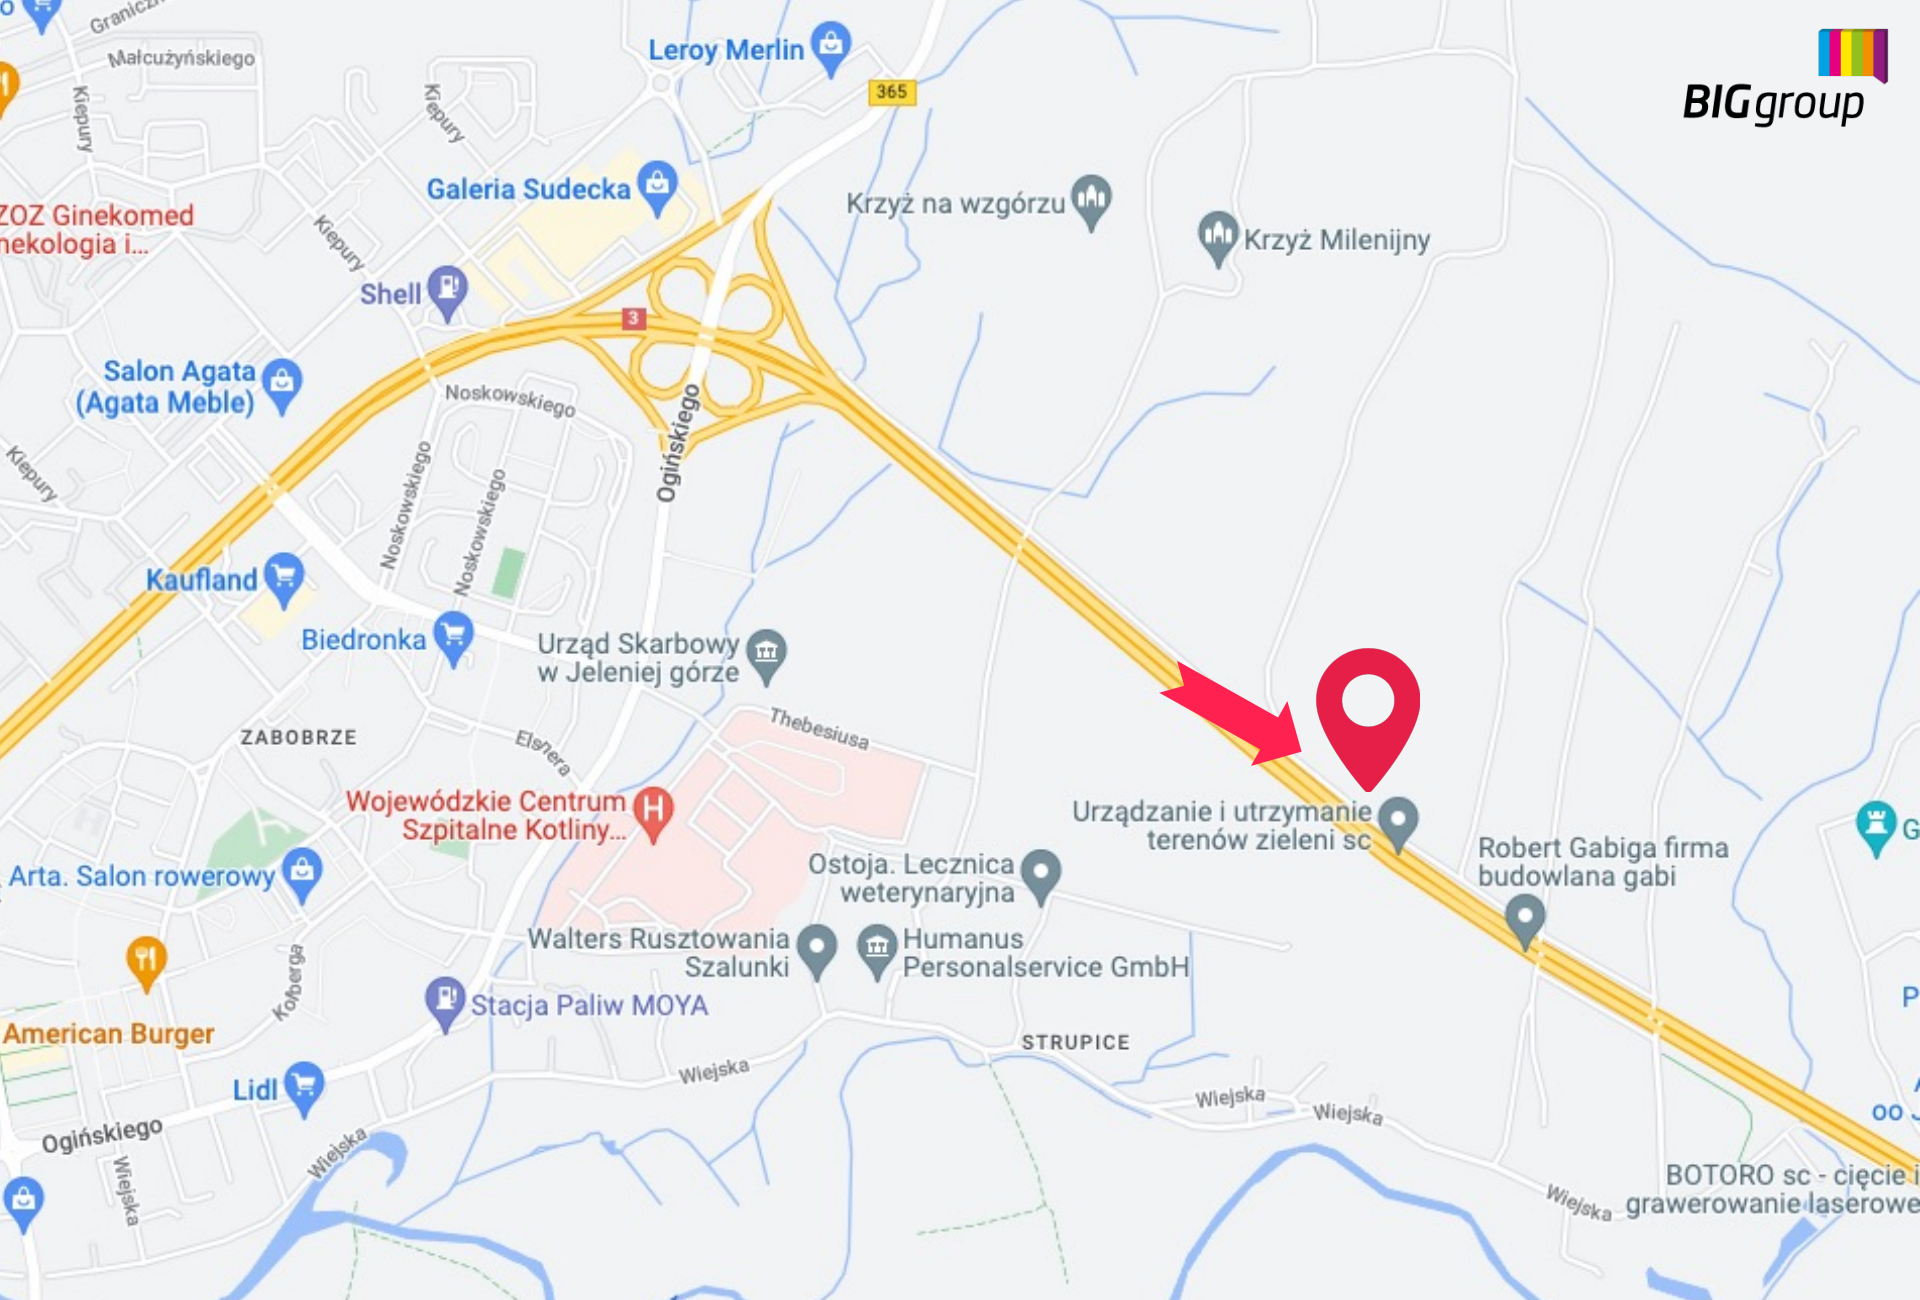 Graniczn
Małcużyńskiego
Kiepury
Kiepury
Leroy Merlin
365
BIGgroup
Galeria Sudecka
Krzyż na wzgórzu
Krzyż Milenijny
ZOZ Ginekomed
nekologia i...
Kiepury
Shell
3
Salon Agata
(Agata Meble)
Noskowskiego
Ogińskiego
Kiepury
Noskowskiego
Noskowskiego
Kaufland
Biedronka
Urząd Skarbowy
w Jeleniej górze
Thebesiusa
ZABOBRZE
Elsnera
Wojewódzkie Centrum
Szpitalne Kotliny...
Urządzanie i utrzymanie
terenów zieleni sc
Robert Gabiga firma
budowlana gabi
G
Ostoja. Lecznica
weterynaryjna
Arta. Salon rowerowy
Walters Rusztowania
Szalunki
Humanus
Personalservice GmbH
Kolberga
Stacja Paliw MOYA
P
American Burger
STRUPICE
Wiejska
Lidl
Wiejska
Wiejska
oo J
Ogińskiego
Wiejska
Wiejska
BOTORO sc - cięcie i
grawerowanie laserowe
Wiejska